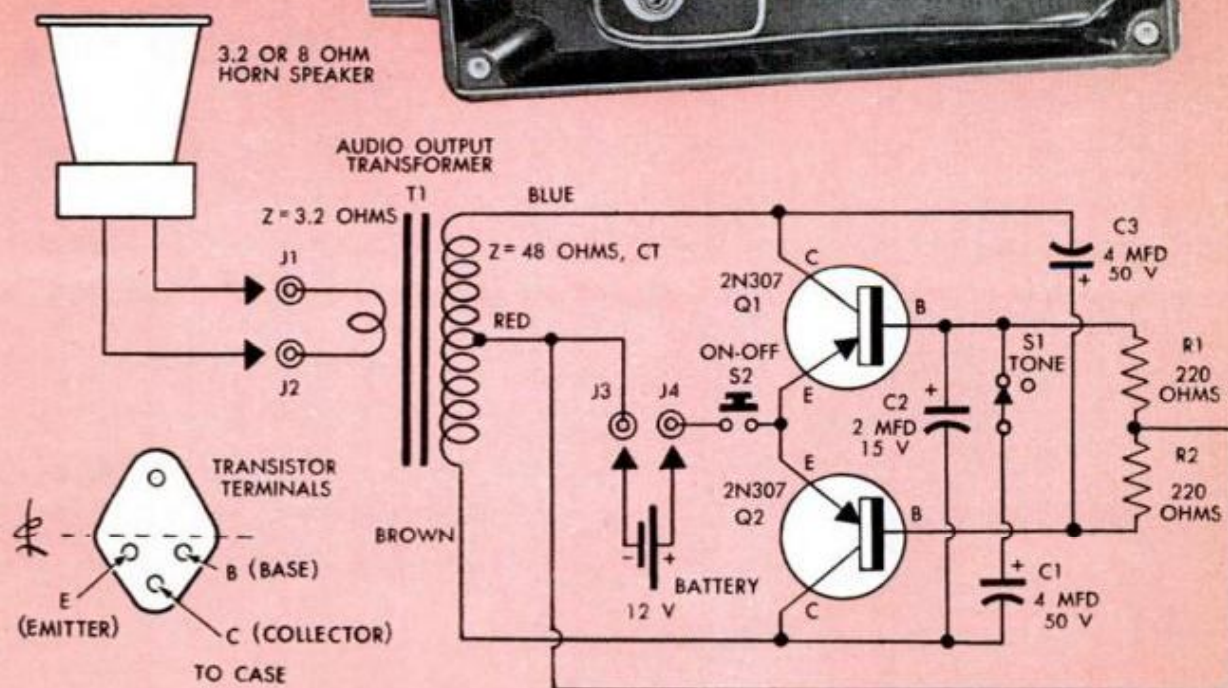 3.2 OR 8 OHM
HORN SPEAKER
AUDIO OUTPUT
TRANSFORMER
T1
BLUE
Z = 3.2 OHMS
Z = 48 OHMS, CT
J1
J2
RED
BROWN
J3
J4
ON-OFF
S2
- +
BATTERY
12 V
2N307
Q1
C
B
E
2N307
Q2
E
B
C
+
C2
2 MFD
15 V
S1
TONE
C3
4 MFD
50 V
+
R1
220
OHMS
R2
220
OHMS
+
C1
4 MFD
50 V
TRANSISTOR
TERMINALS
B (BASE)
E
(EMITTER)
C (COLLECTOR)
TO CASE